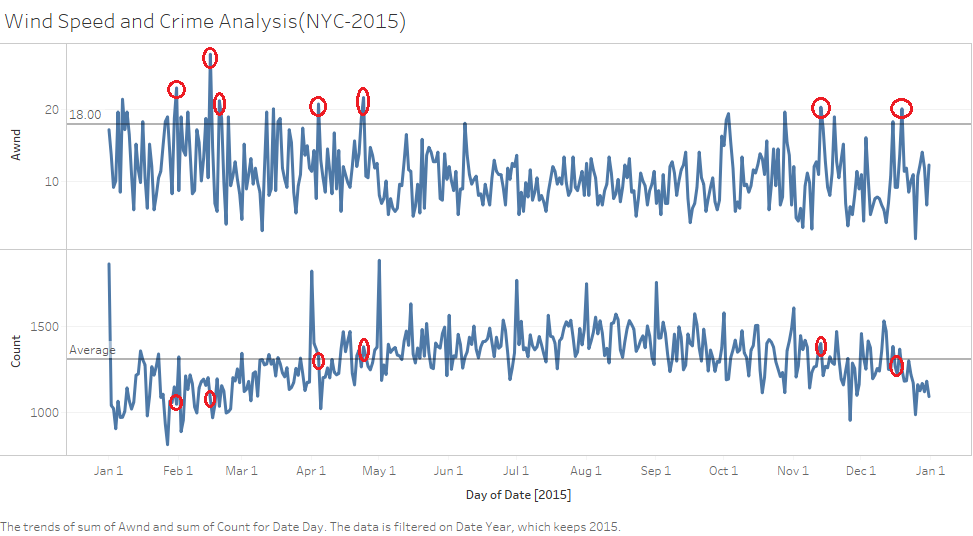 Wind Speed and Crime Analysis(NYC-2015)
20
18.00
Awnd
10
1500
Average
Count
1000
Jan 1 Feb 1 Mar 1 Apr 1 May 1 Jun 1 Jul 1 Aug 1 Sep 1 Oct 1 Nov 1 Dec 1 Jan 1
Day of Date [2015]
The trends of sum of Awnd and sum of Count for Date Day. The data is filtered on Date Year, which keeps 2015.